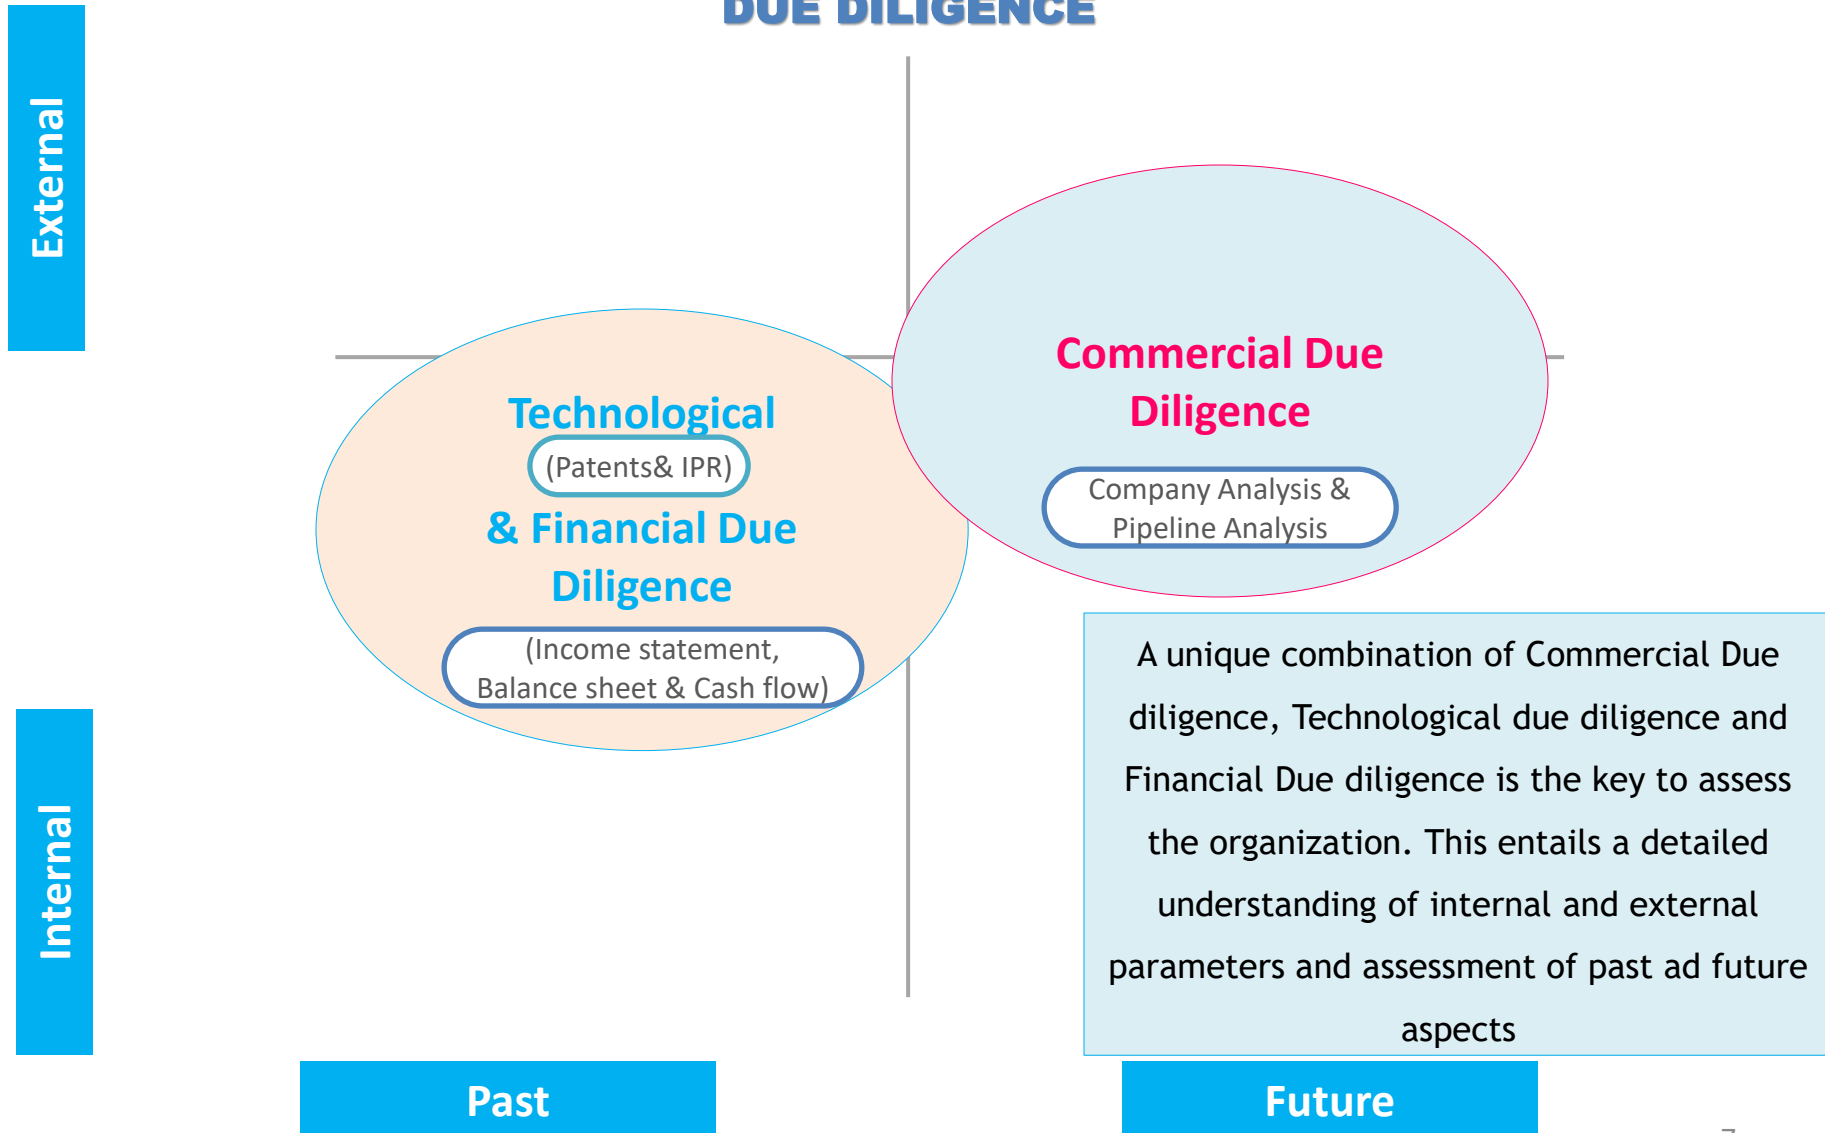 DUE DILIGENCE
External
Commercial Due
Diligence
Company Analysis &
Pipeline Analysis
Technological
(Patents& IPR)
& Financial Due
Diligence
(Income statement,
Balance sheet & Cash flow)
A unique combination of Commercial Due
diligence, Technological due diligence and
Financial Due diligence is the key to assess
the organization. This entails a detailed
understanding of internal and external
parameters and assessment of past ad future
aspects
Internal
Past
Future